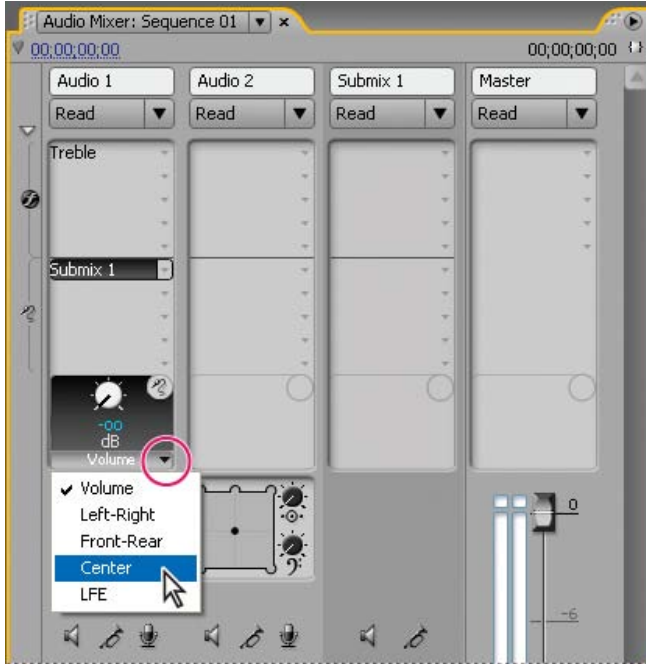 Audio Mixer: Sequence 01
00;00;00;00 00;00;00;00
Audio 1 Audio 2 Submix 1 Master
Read Read Read Read
Treble
Submix 1
-oo
dB
Volume
Volume
Left-Right
Front-Rear
Center
LFE
0
-6